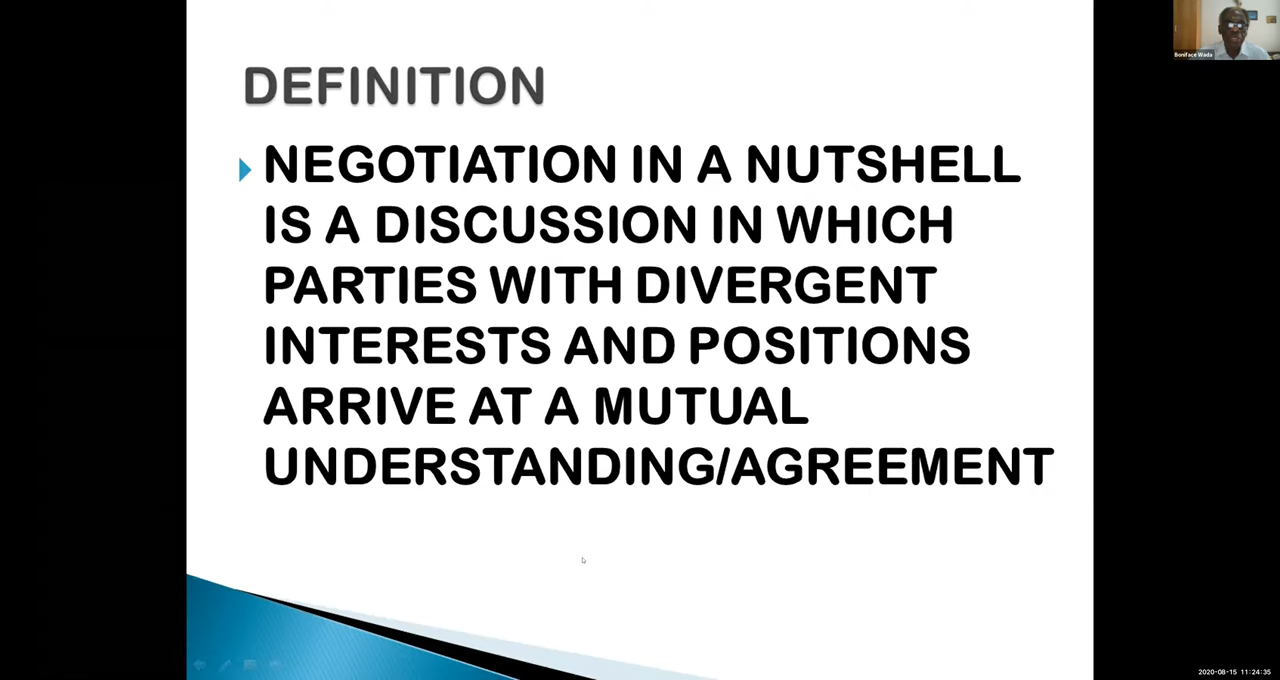 Boniface Wada
DEFINITION
NEGOTIATION IN A NUTSHELL
IS A DISCUSSION IN WHICH
PARTIES WITH DIVERGENT
INTERESTS AND POSITIONS
ARRIVE AT A MUTUAL
UNDERSTANDING/AGREEMENT
2020-08-15 11:24:35